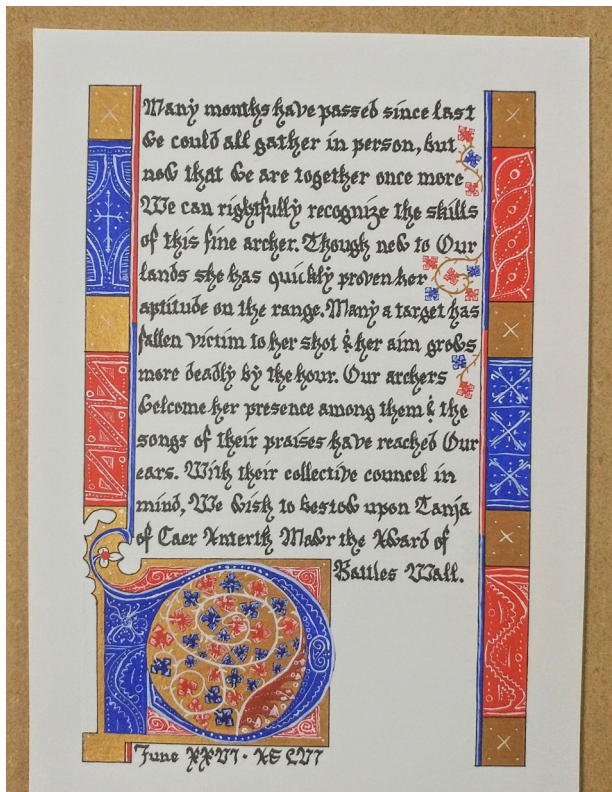 Many months have passed since last
We could all gather in person, but
now that We are together once more
We can rightfully recognize the skills
of this fine archer. Though new to Our
lands she has quickly proven her
aptitude on the range. Many a target has
fallen victim to her shot & her aim grows
more deadly by the hour. Our archers
welcome her presence among them & the
songs of their praises have reached Our
ears. With their collective councel in
mind, We wish to bestow upon Tanja
of Caer Anterth Mawr the Award of
Battles Wall.
June XXVI · AS LVI